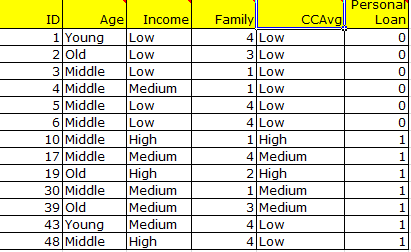 ID Age Income Family CCAvg Personal Loan
1 Young Low 4 Low 0
2 Old Low 3 Low 0
3 Middle Low 1 Low 0
4 Middle Medium 1 Low 0
5 Middle Low 4 Low 0
6 Middle Low 4 Low 0
10 Middle High 1 High 1
17 Middle Medium 4 Medium 1
19 Old High 2 High 1
30 Middle Medium 1 Medium 1
39 Old Medium 3 Medium 1
43 Young Medium 4 Low 1
48 Middle High 4 Low 1